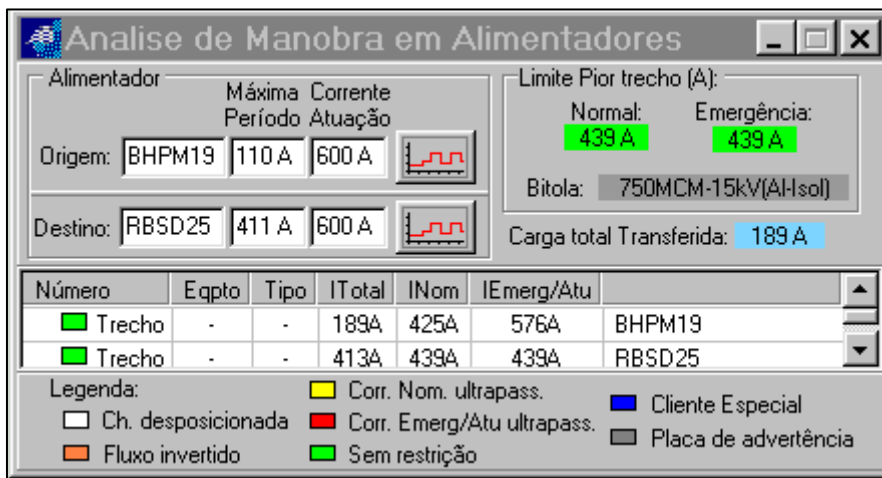 Analise de Manobra em Alimentadores
Alimentador
Máxima Corrente
Período Atuação
Origem: BHPM19 110 A 600 A
Destino: RBSD25 411 A 600 A
Limite Pior trecho (A):
Normal: Emergência:
439 A 439 A
Bitola: 750MCM-15kV(Al-Isol)
Carga total Transferida: 189 A
Número Eqpto Tipo ITotal INom IEmerg/Atu
Trecho - - 189A 425A 576A BHPM19
Trecho - - 413A 439A 439A RBSD25
Legenda:
Ch. desposicionada
Fluxo invertido
Corr. Nom. ultrapass.
Corr. Emerg/Atu ultrapass.
Sem restrição
Cliente Especial
Placa de advertência